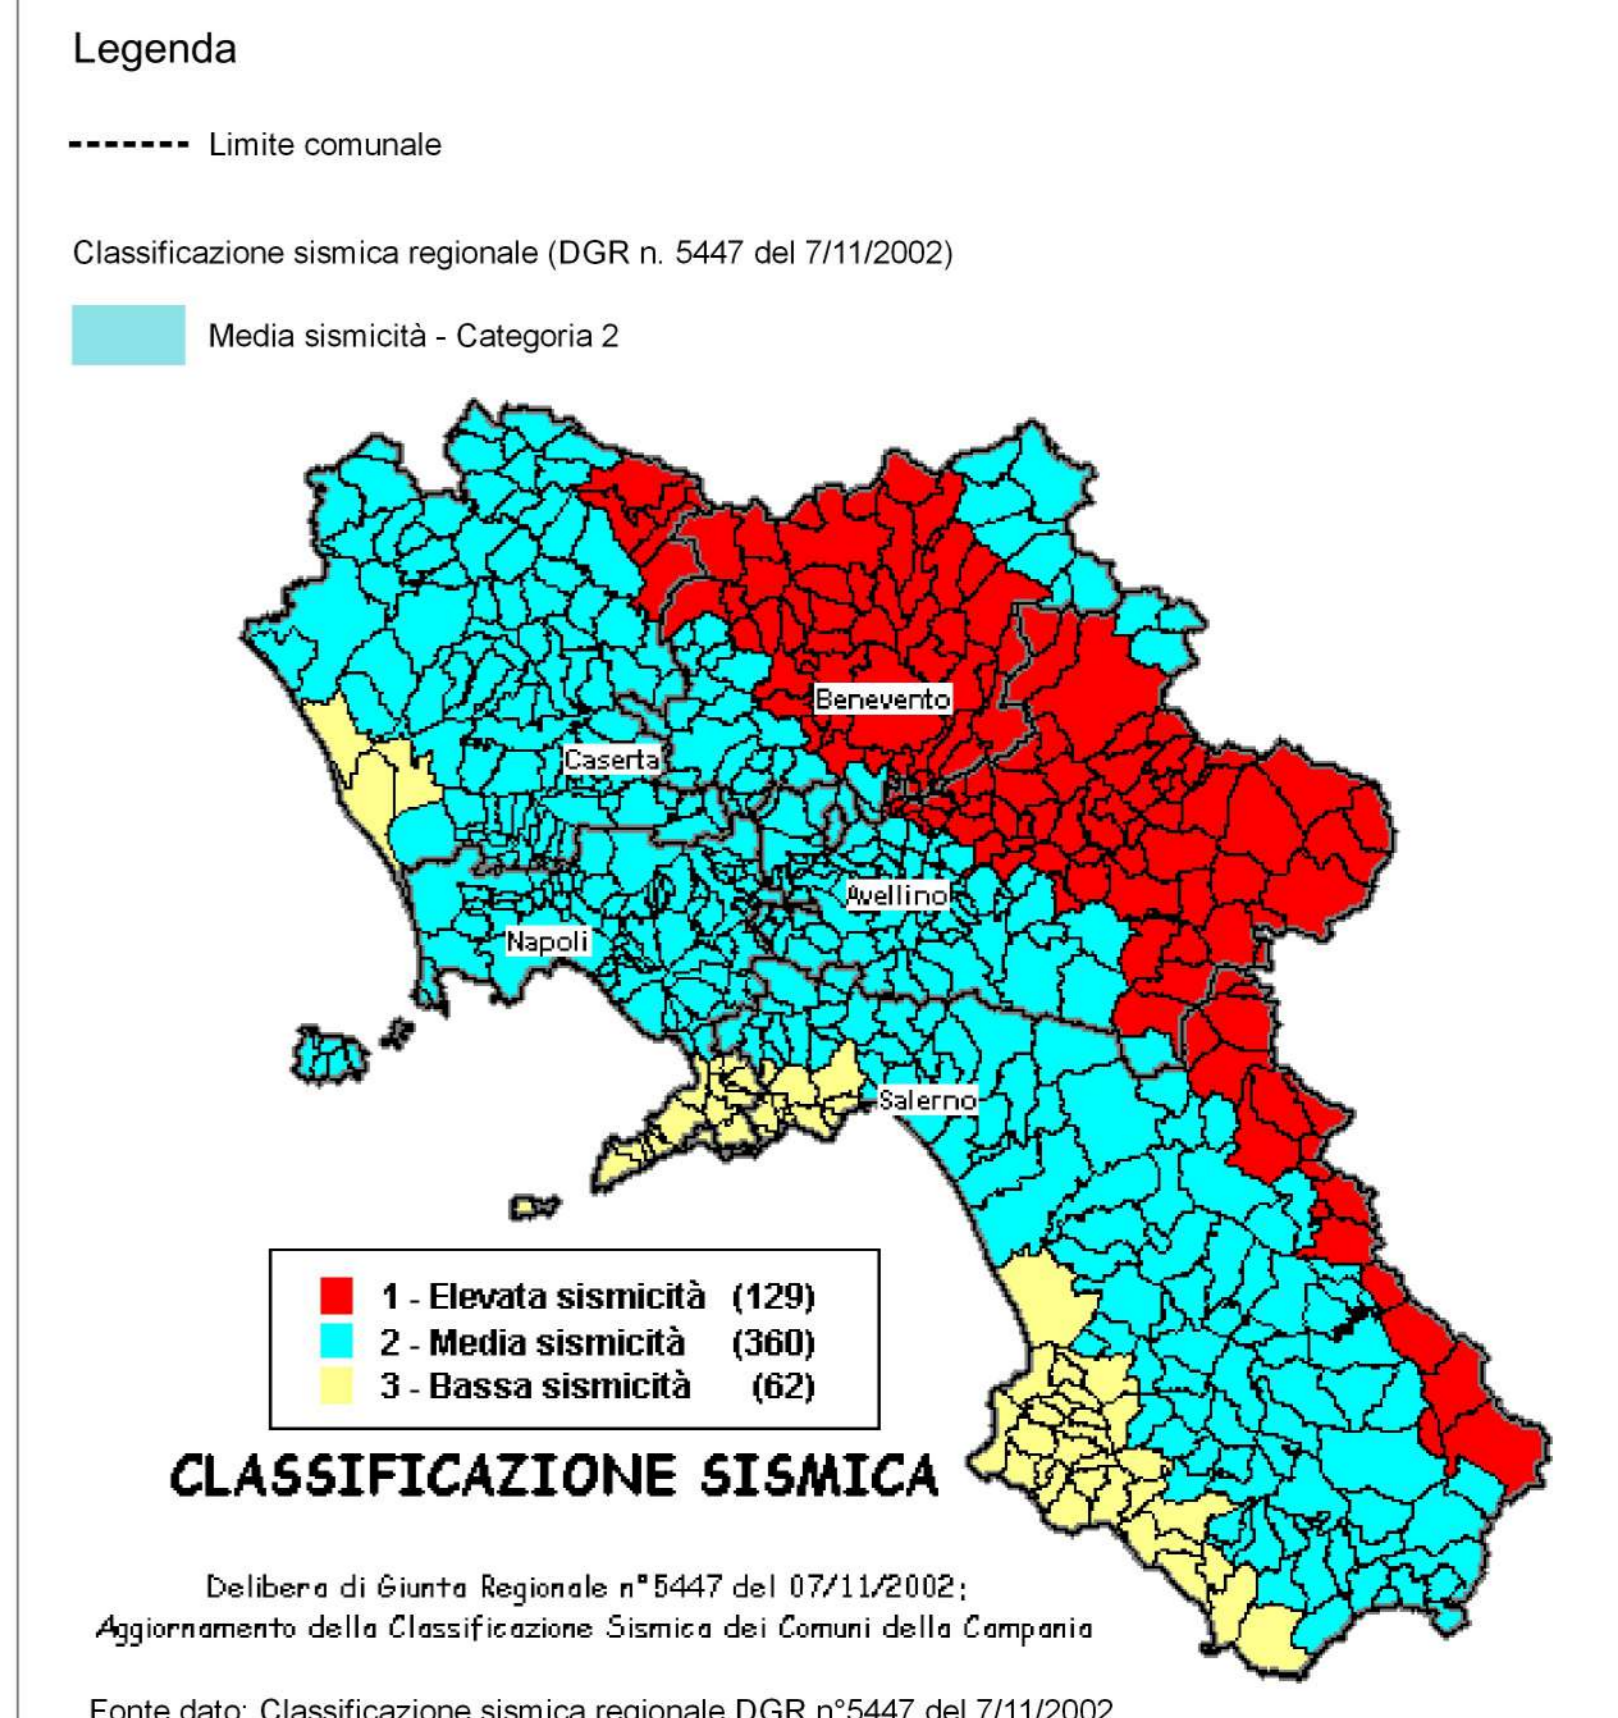 Legenda
Limite comunale
Classificazione sismica regionale (DGR n. 5447 del 7/11/2002)
Media sismicità - Categoria 2
Benevento
Caserta
Avellino
Napoli
Salerno
1 - Elevata sismicità (129)
2 - Media sismicità (360)
3 - Bassa sismicità (62)
CLASSIFICAZIONE SISMICA
Delibera di Giunta Regionale n°5447 del 07/11/2002:
Aggiornamento della Classificazione Sismica dei Comuni della Campania
Fonte dato: Classificazione sismica regionale DGR n°5447 del 7/11/2002